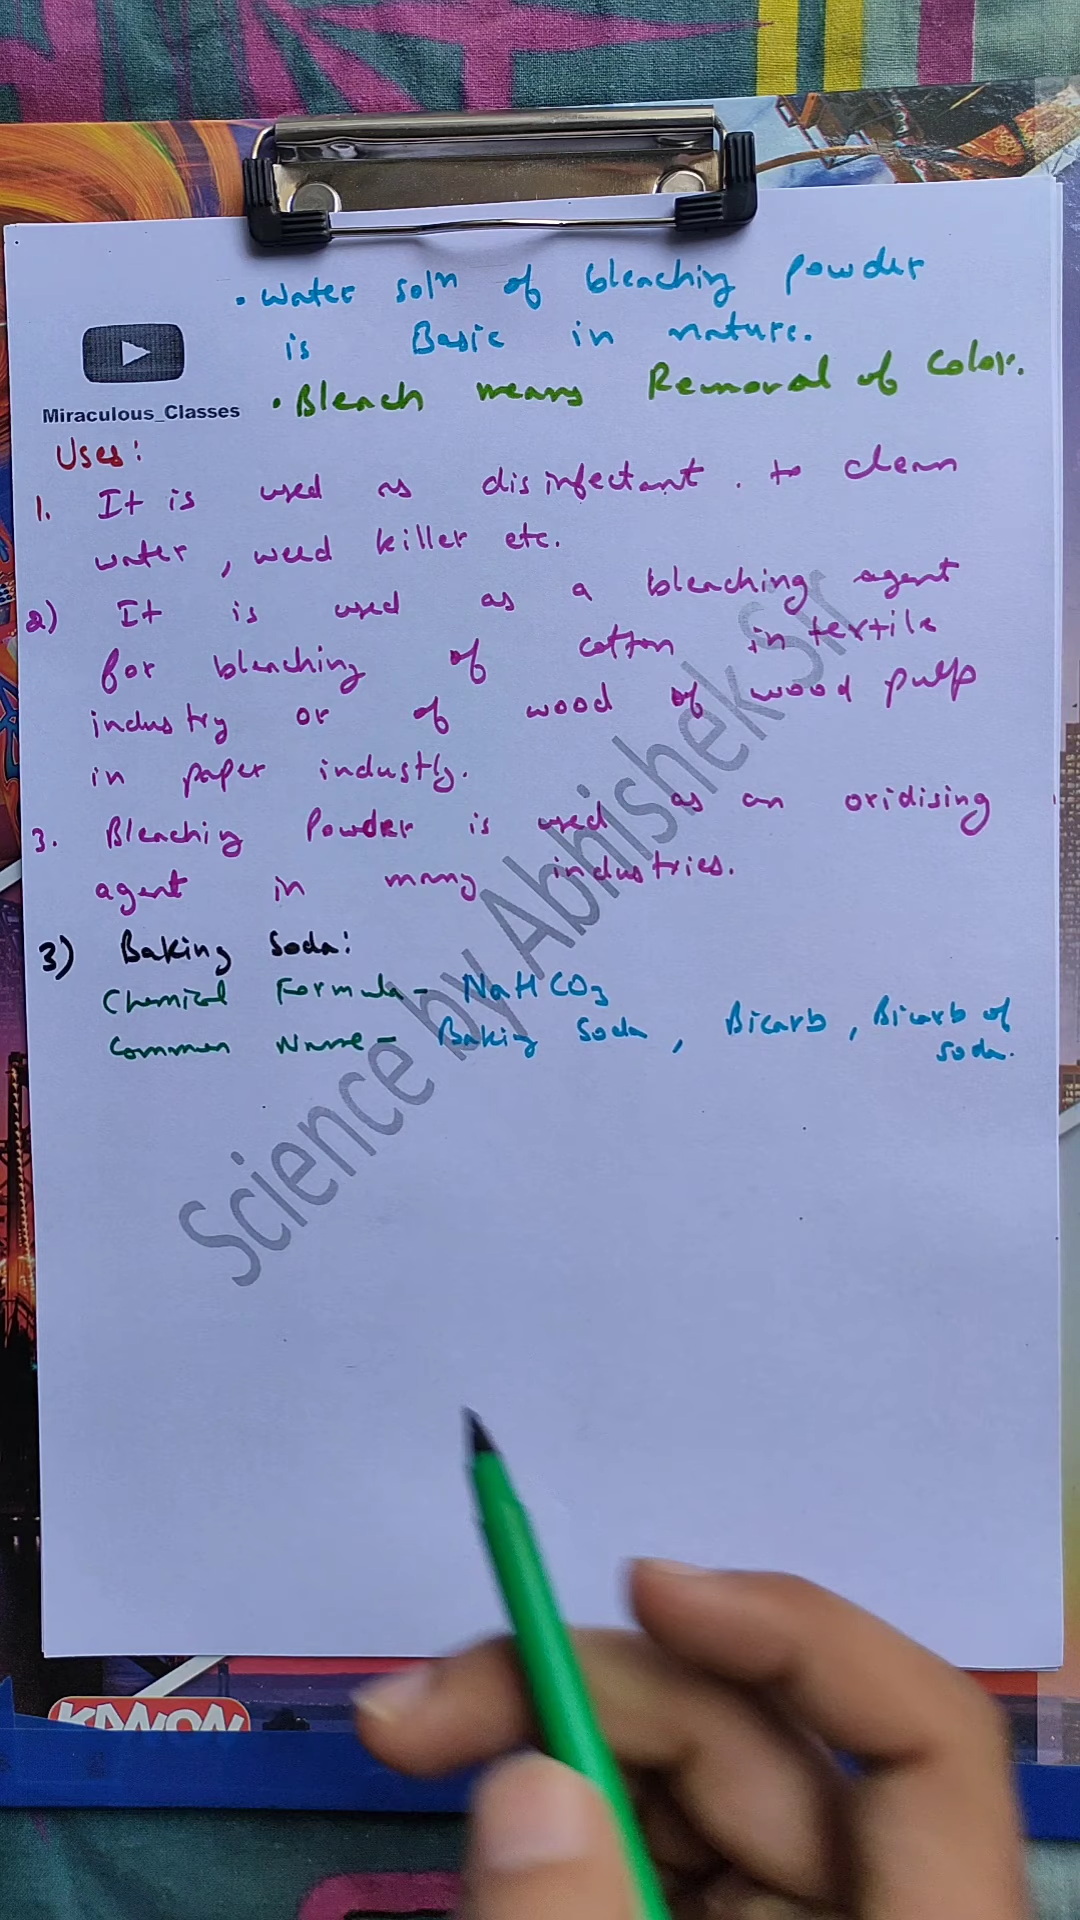 • Water solⁿ of bleaching powder
is Basic in nature.
• Bleach means Removal of Color.
Miraculous_Classes
Uses:
1. It is used as disinfectant. to clean
water, weed killer etc.
2) It is used as a bleaching agent
for bleaching of cotton in textile
industry or of wood of wood pulp
in paper industry.
3. Bleaching Powder is used as an oxidising
agent in many industries.
3) Baking Soda:
Chemical Formula - NaHCO₃
Common Name - Baking Soda, Bicarb, Bicarb of
soda.
Science by Abhishek Sir
KANON